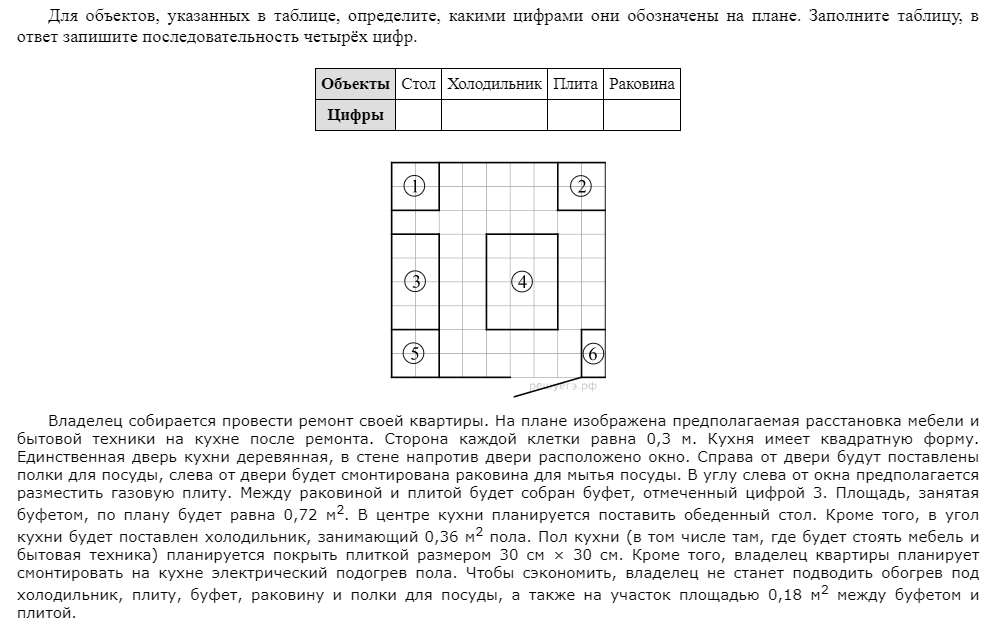 Для объектов, указанных в таблице, определите, какими цифрами они обозначены на плане. Заполните таблицу, в
ответ запишите последовательность четырёх цифр.
Объекты Стол Холодильник Плита Раковина
Цифры
1 2
3 4
5 6
решуегэ.рф
Владелец собирается провести ремонт своей квартиры. На плане изображена предполагаемая расстановка мебели и
бытовой техники на кухне после ремонта. Сторона каждой клетки равна 0,3 м. Кухня имеет квадратную форму.
Единственная дверь кухни деревянная, в стене напротив двери расположено окно. Справа от двери будут поставлены
полки для посуды, слева от двери будет смонтирована раковина для мытья посуды. В углу слева от окна предполагается
разместить газовую плиту. Между раковиной и плитой будет собран буфет, отмеченный цифрой 3. Площадь, занятая
буфетом, по плану будет равна 0,72 м². В центре кухни планируется поставить обеденный стол. Кроме того, в угол
кухни будет поставлен холодильник, занимающий 0,36 м² пола. Пол кухни (в том числе там, где будет стоять мебель и
бытовая техника) планируется покрыть плиткой размером 30 см × 30 см. Кроме того, владелец квартиры планирует
смонтировать на кухне электрический подогрев пола. Чтобы сэкономить, владелец не станет подводить обогрев под
холодильник, плиту, буфет, раковину и полки для посуды, а также на участок площадью 0,18 м² между буфетом и
плитой.